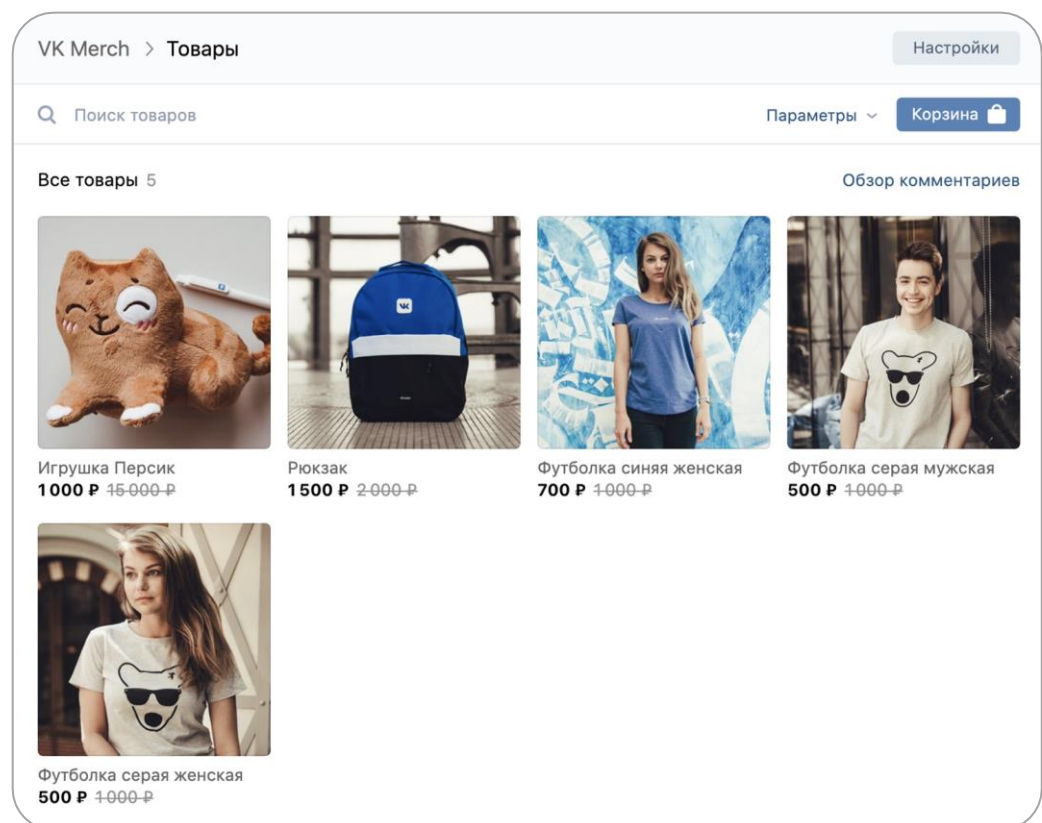 VK Merch > Товары
Настройки
Поиск товаров
Параметры
Корзина
Все товары 5
Обзор комментариев
Игрушка Персик
1 000 ₽ 15 000 ₽
Рюкзак
1 500 ₽ 2 000 ₽
Футболка синяя женская
700 ₽ 1 000 ₽
Футболка серая мужская
500 ₽ 1 000 ₽
Футболка серая женская
500 ₽ 1 000 ₽